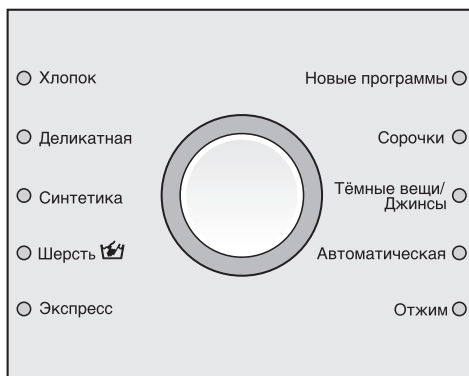 Хлопок
Деликатная
Синтетика
Шерсть
Экспресс
Новые программы
Сорочки
Тёмные вещи/
Джинсы
Автоматическая
Отжим